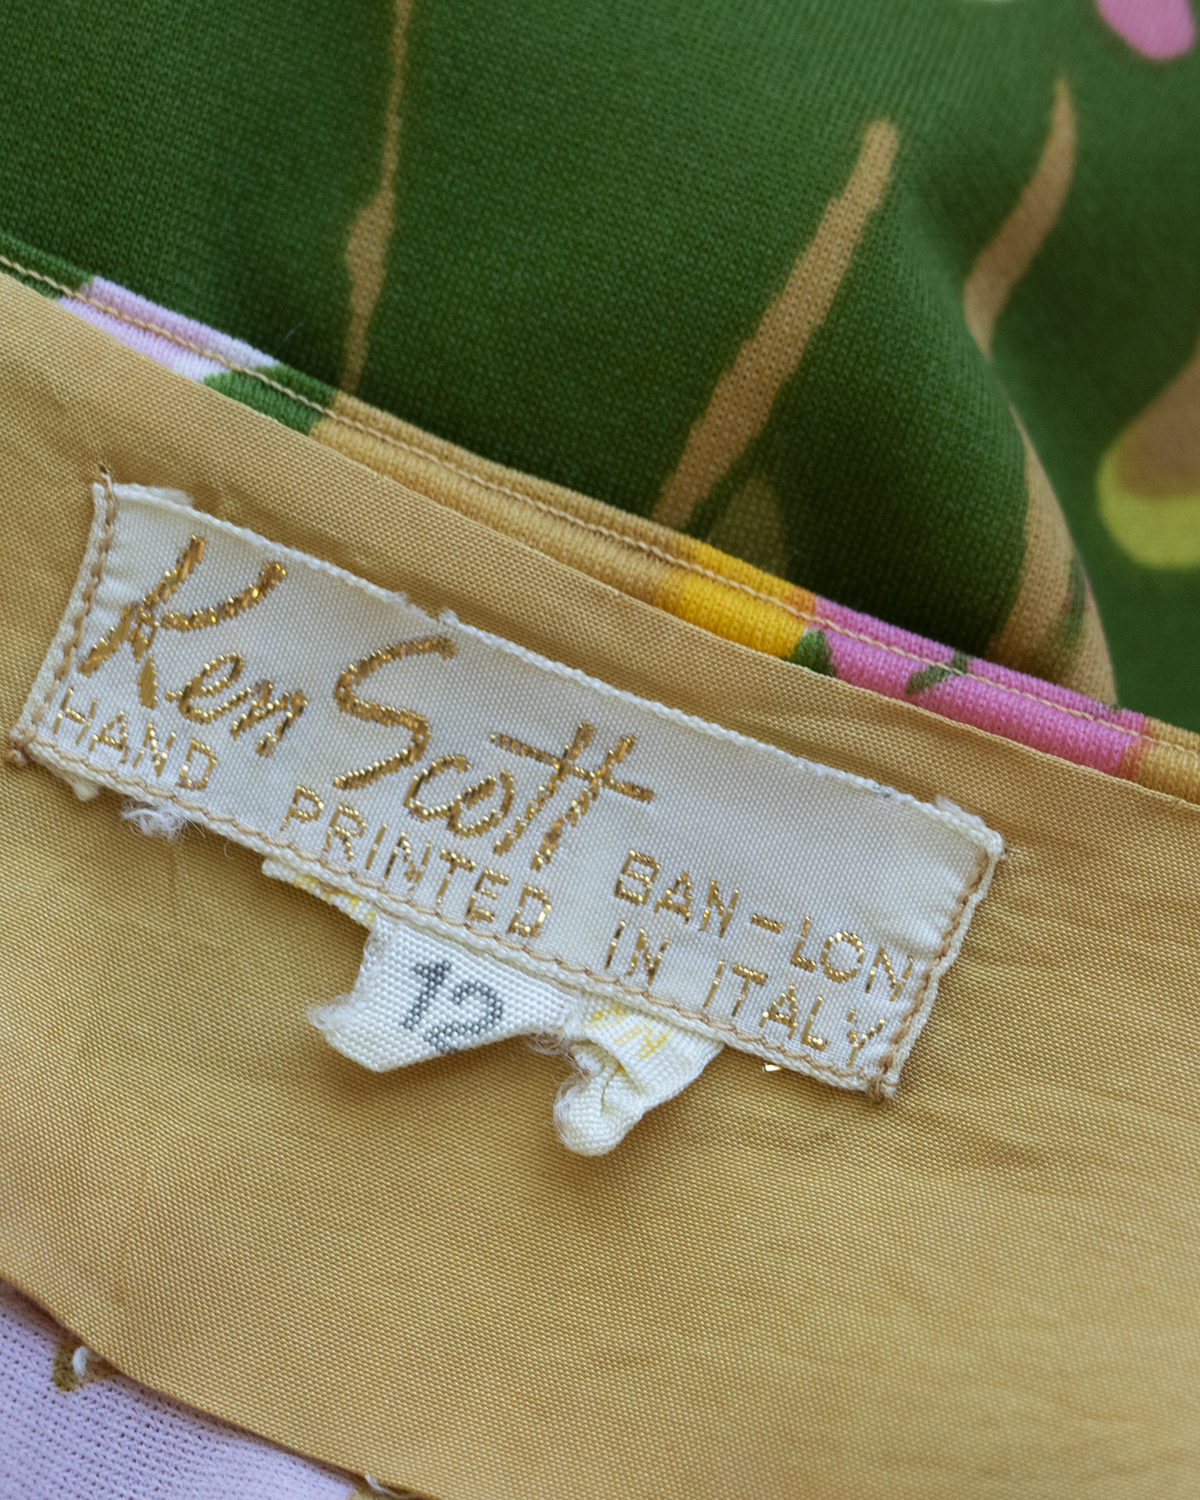 Ken Scott
BAN-LON
HAND PRINTED IN ITALY
12